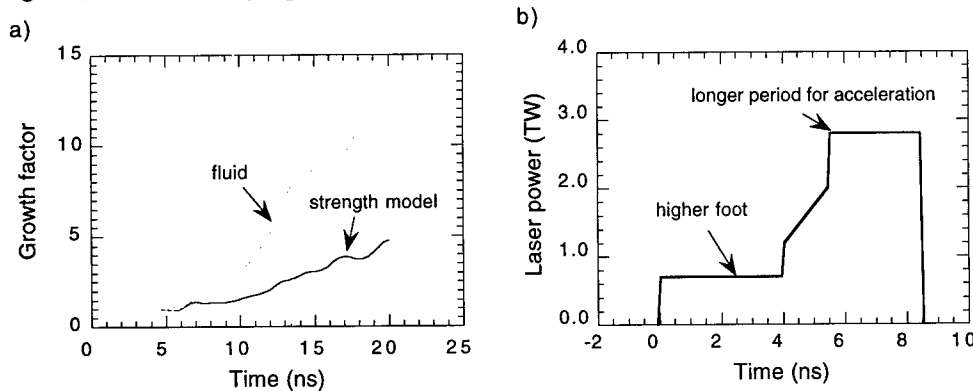 a)
15
10
5
0
Growth factor
fluid
strength model
0 5 10 15 20 25
Time (ns)
b)
4.0
3.0
2.0
1.0
0.0
Laser power (TW)
longer period for acceleration
higher foot
-2 0 2 4 6 8 10
Time (ns)